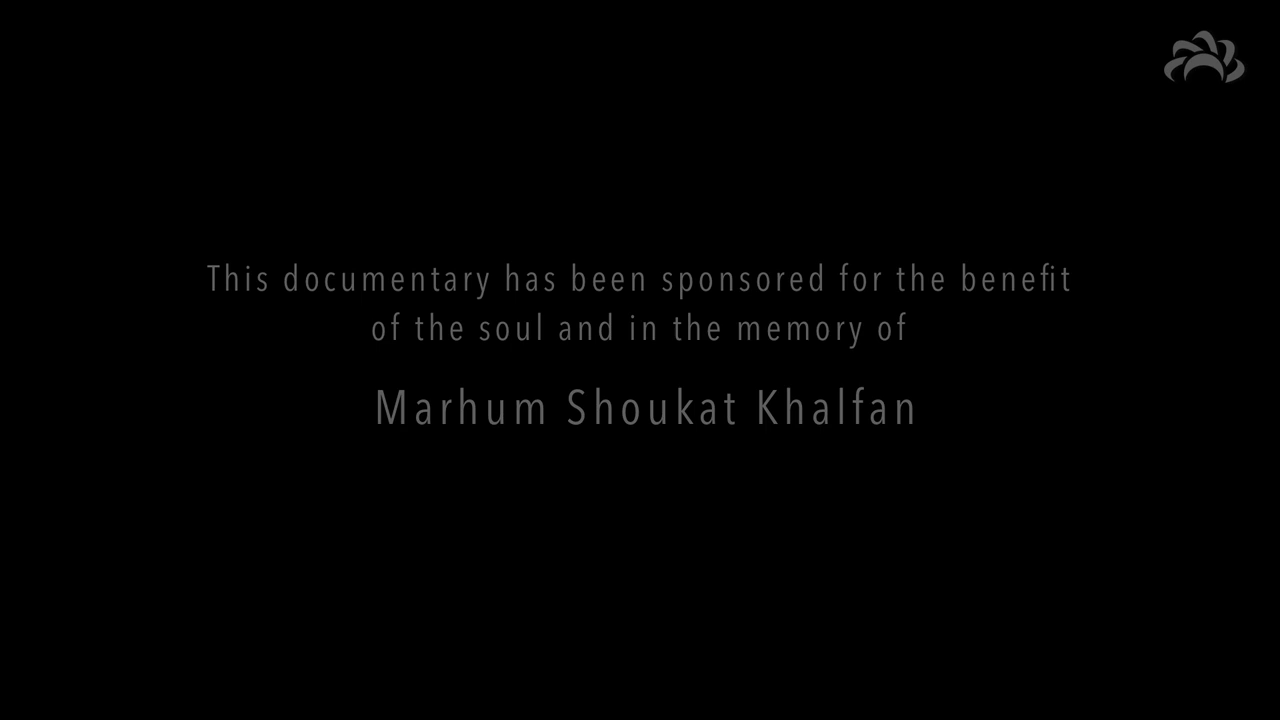 This documentary has been sponsored for the benefit
of the soul and in the memory of
Marhum Shoukat Khalfan